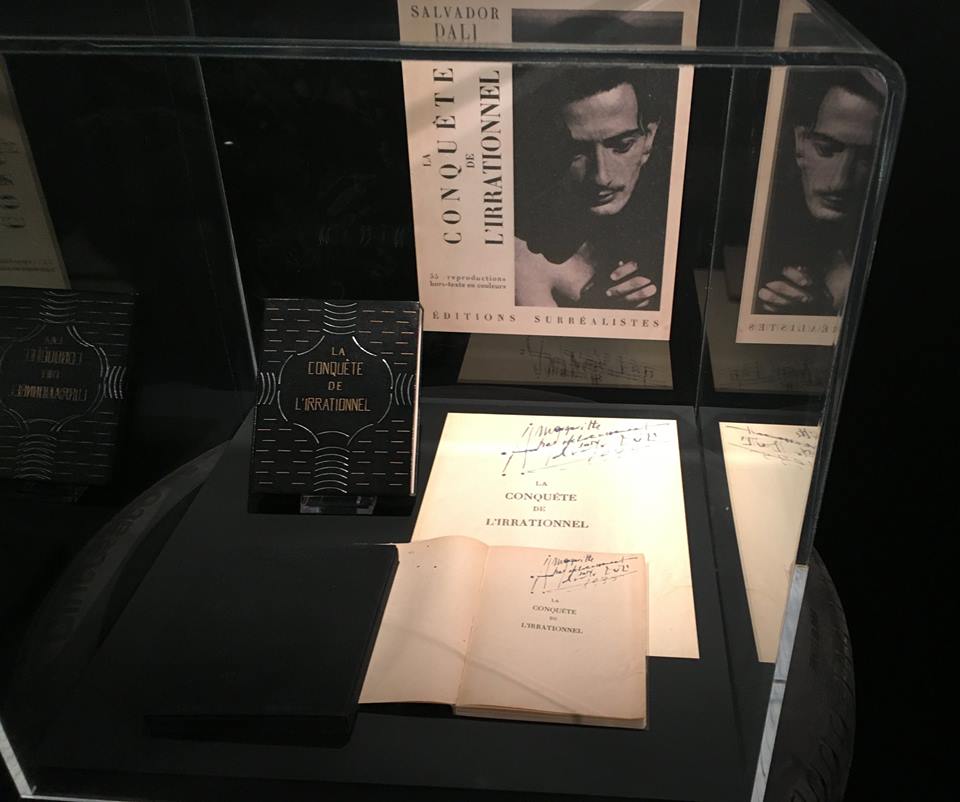 SALVADOR
DALI
LA
CONQUÊTE
DE
L'IRRATIONNEL
35 reproductions
hors-texte en couleurs
ÉDITIONS SURRÉALISTES
LA
CONQUÊTE
DE
L'IRRATIONNEL
LA
CONQUÊTE
DE
L'IRRATIONNEL
LA
CONQUÊTE
DE
L'IRRATIONNEL